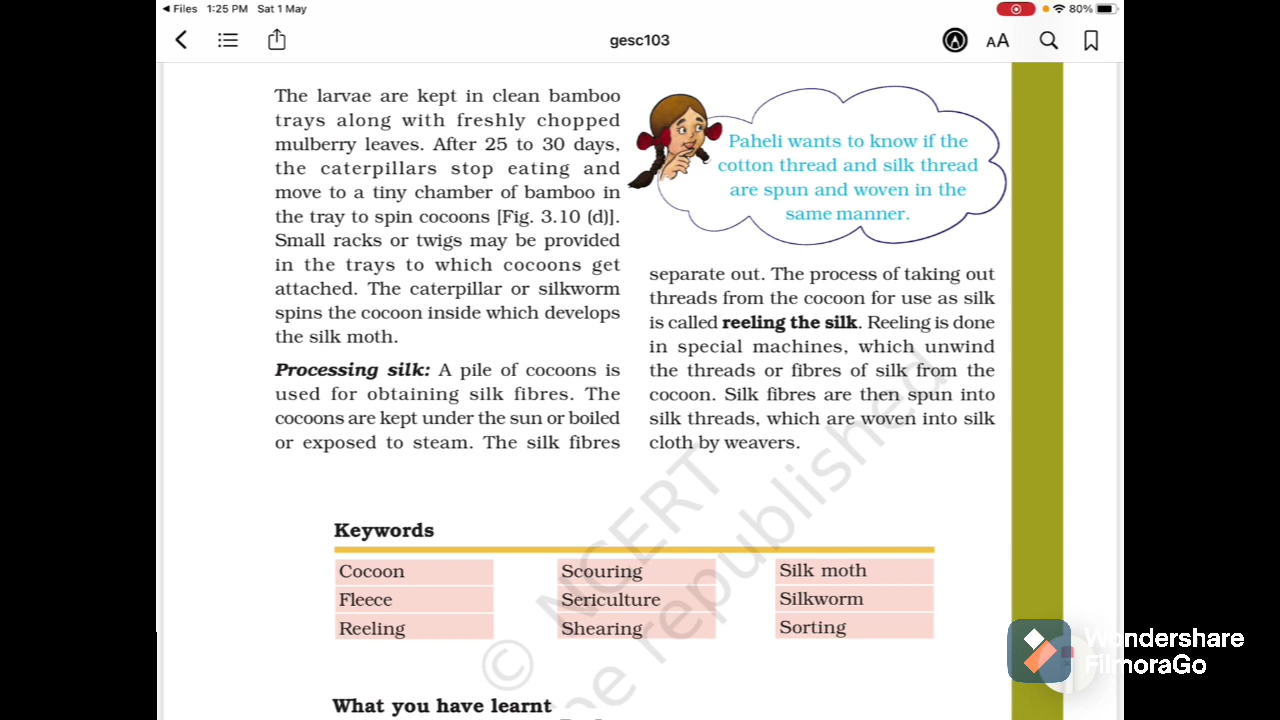 Files 1:25 PM Sat 1 May
80%
gesc103
AA
The larvae are kept in clean bamboo
trays along with freshly chopped
mulberry leaves. After 25 to 30 days,
the caterpillars stop eating and
move to a tiny chamber of bamboo in
the tray to spin cocoons [Fig. 3.10 (d)].
Small racks or twigs may be provided
in the trays to which cocoons get
attached. The caterpillar or silkworm
spins the cocoon inside which develops
the silk moth.
Processing silk: A pile of cocoons is
used for obtaining silk fibres. The
cocoons are kept under the sun or boiled
or exposed to steam. The silk fibres
Paheli wants to know if the
cotton thread and silk thread
are spun and woven in the
same manner.
separate out. The process of taking out
threads from the cocoon for use as silk
is called reeling the silk. Reeling is done
in special machines, which unwind
the threads or fibres of silk from the
cocoon. Silk fibres are then spun into
silk threads, which are woven into silk
cloth by weavers.
Keywords
Cocoon
Fleece
Reeling
Scouring
Sericulture
Shearing
Silk moth
Silkworm
Sorting
© NCERT
be republished
What you have learnt
Wondershare
FilmoraGo